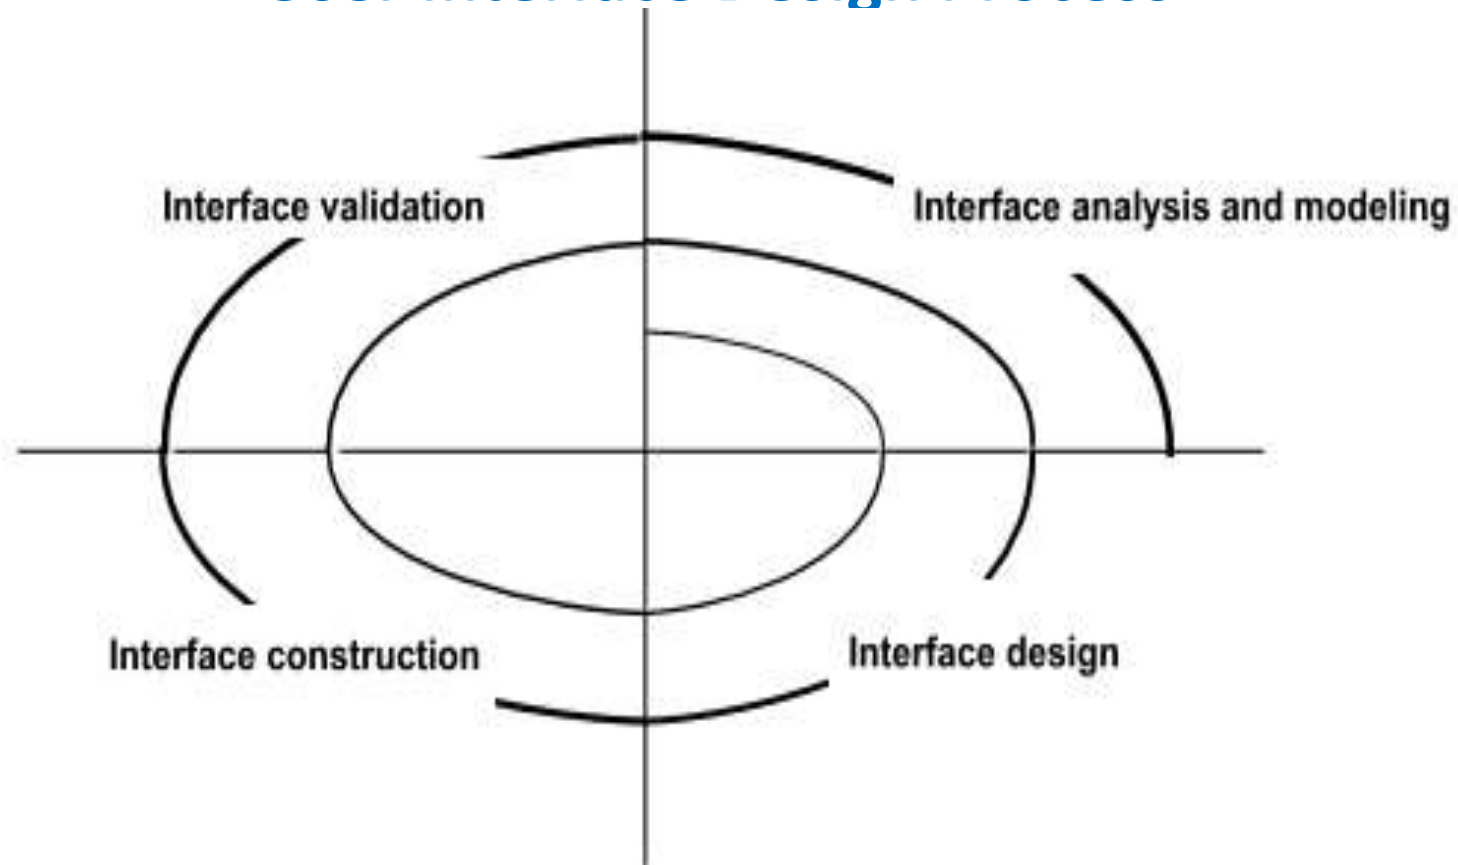 Interface validation
Interface analysis and modeling
Interface construction
Interface design